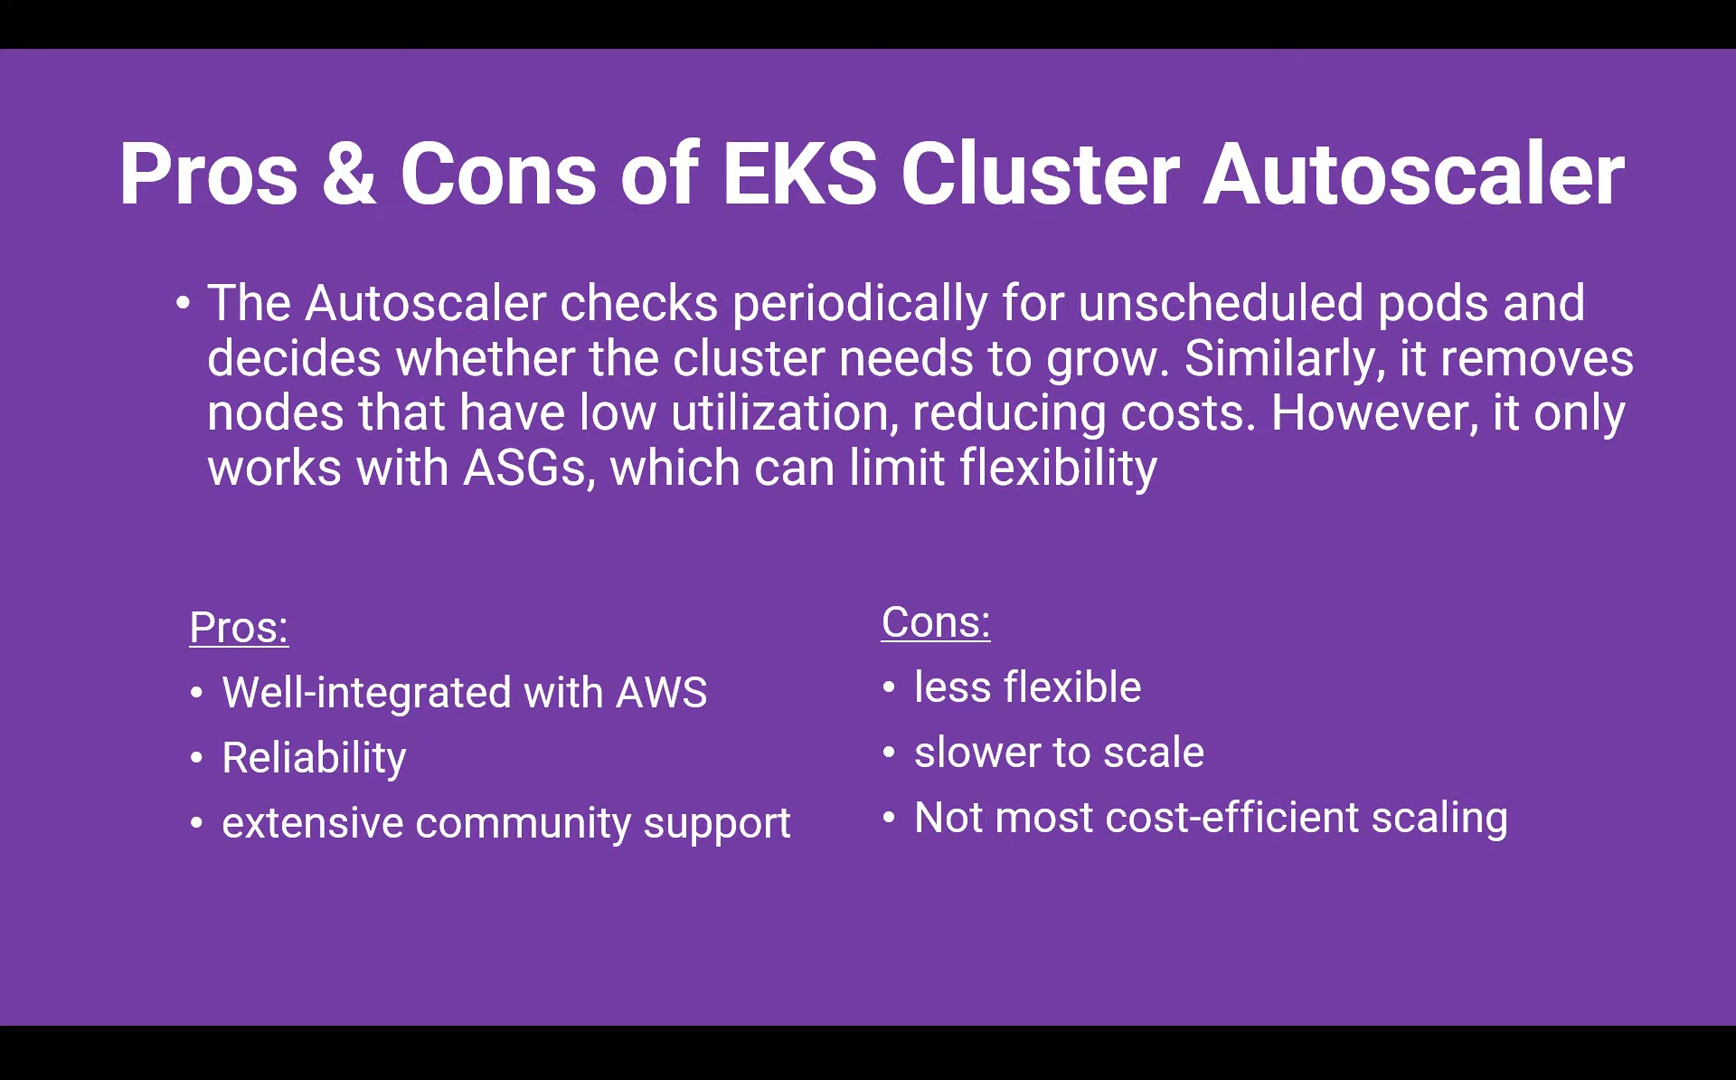 Pros & Cons of EKS Cluster Autoscaler
• The Autoscaler checks periodically for unscheduled pods and
decides whether the cluster needs to grow. Similarly, it removes
nodes that have low utilization, reducing costs. However, it only
works with ASGs, which can limit flexibility
Pros:
• Well-integrated with AWS
• Reliability
• extensive community support
Cons:
• less flexible
• slower to scale
• Not most cost-efficient scaling